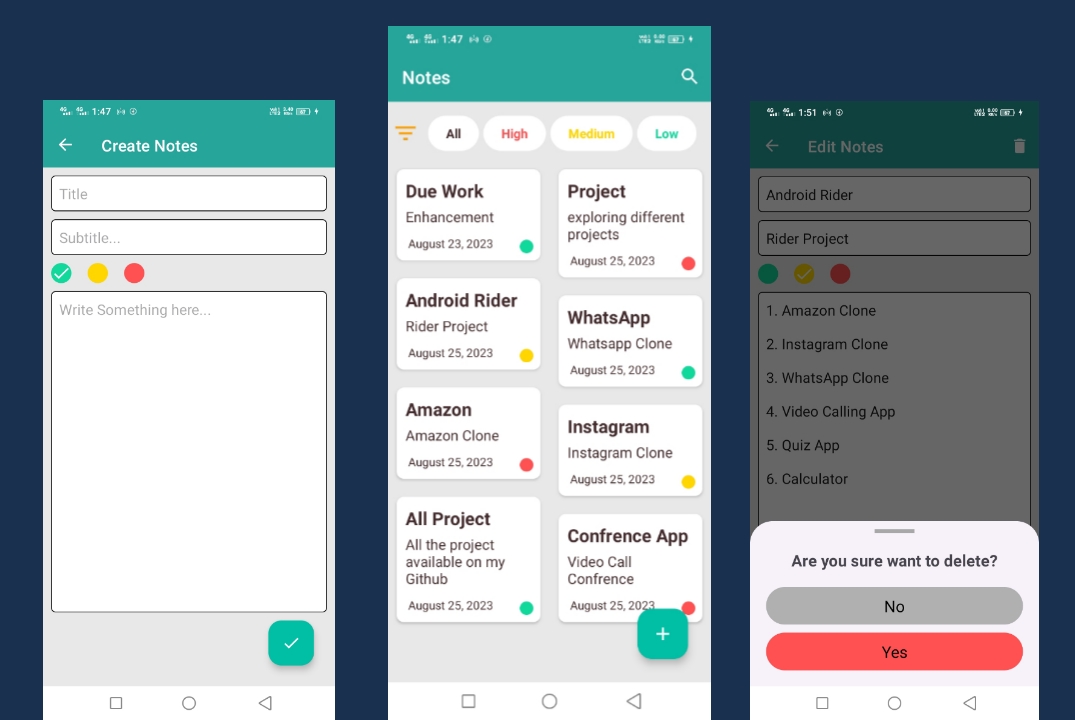 1:47
Create Notes
Title
Subtitle...
Write Something here...
1:47
Notes
All
High
Medium
Low
Due Work
Enhancement
August 23, 2023
Project
exploring different
projects
August 25, 2023
Android Rider
Rider Project
August 25, 2023
WhatsApp
Whatsapp Clone
August 25, 2023
Amazon
Amazon Clone
August 25, 2023
Instagram
Instagram Clone
August 25, 2023
All Project
All the project
available on my
Github
August 25, 2023
Confrence App
Video Call
Confrence
August 25, 2023
1:51
Edit Notes
Android Rider
Rider Project
1. Amazon Clone
2. Instagram Clone
3. WhatsApp Clone
4. Video Calling App
5. Quiz App
6. Calculator
Are you sure want to delete?
No
Yes